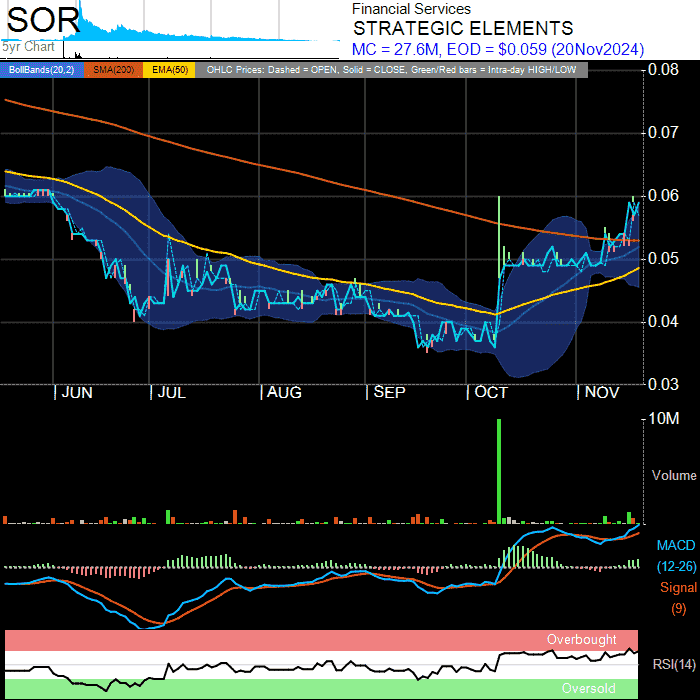 SOR
5yr Chart
Financial Services
STRATEGIC ELEMENTS
MC = 27.6M, EOD = $0.059 (20Nov2024)
BollBands(20,2) SMA(200) EMA(50) OHLC Prices: Dashed = OPEN, Solid = CLOSE, Green/Red bars = Intra-day HIGH/LOW
0.08
0.07
0.06
0.05
0.04
0.03
JUN JUL AUG SEP OCT NOV
10M
Volume
MACD
(12-26)
Signal
(9)
Overbought
RSI(14)
Oversold